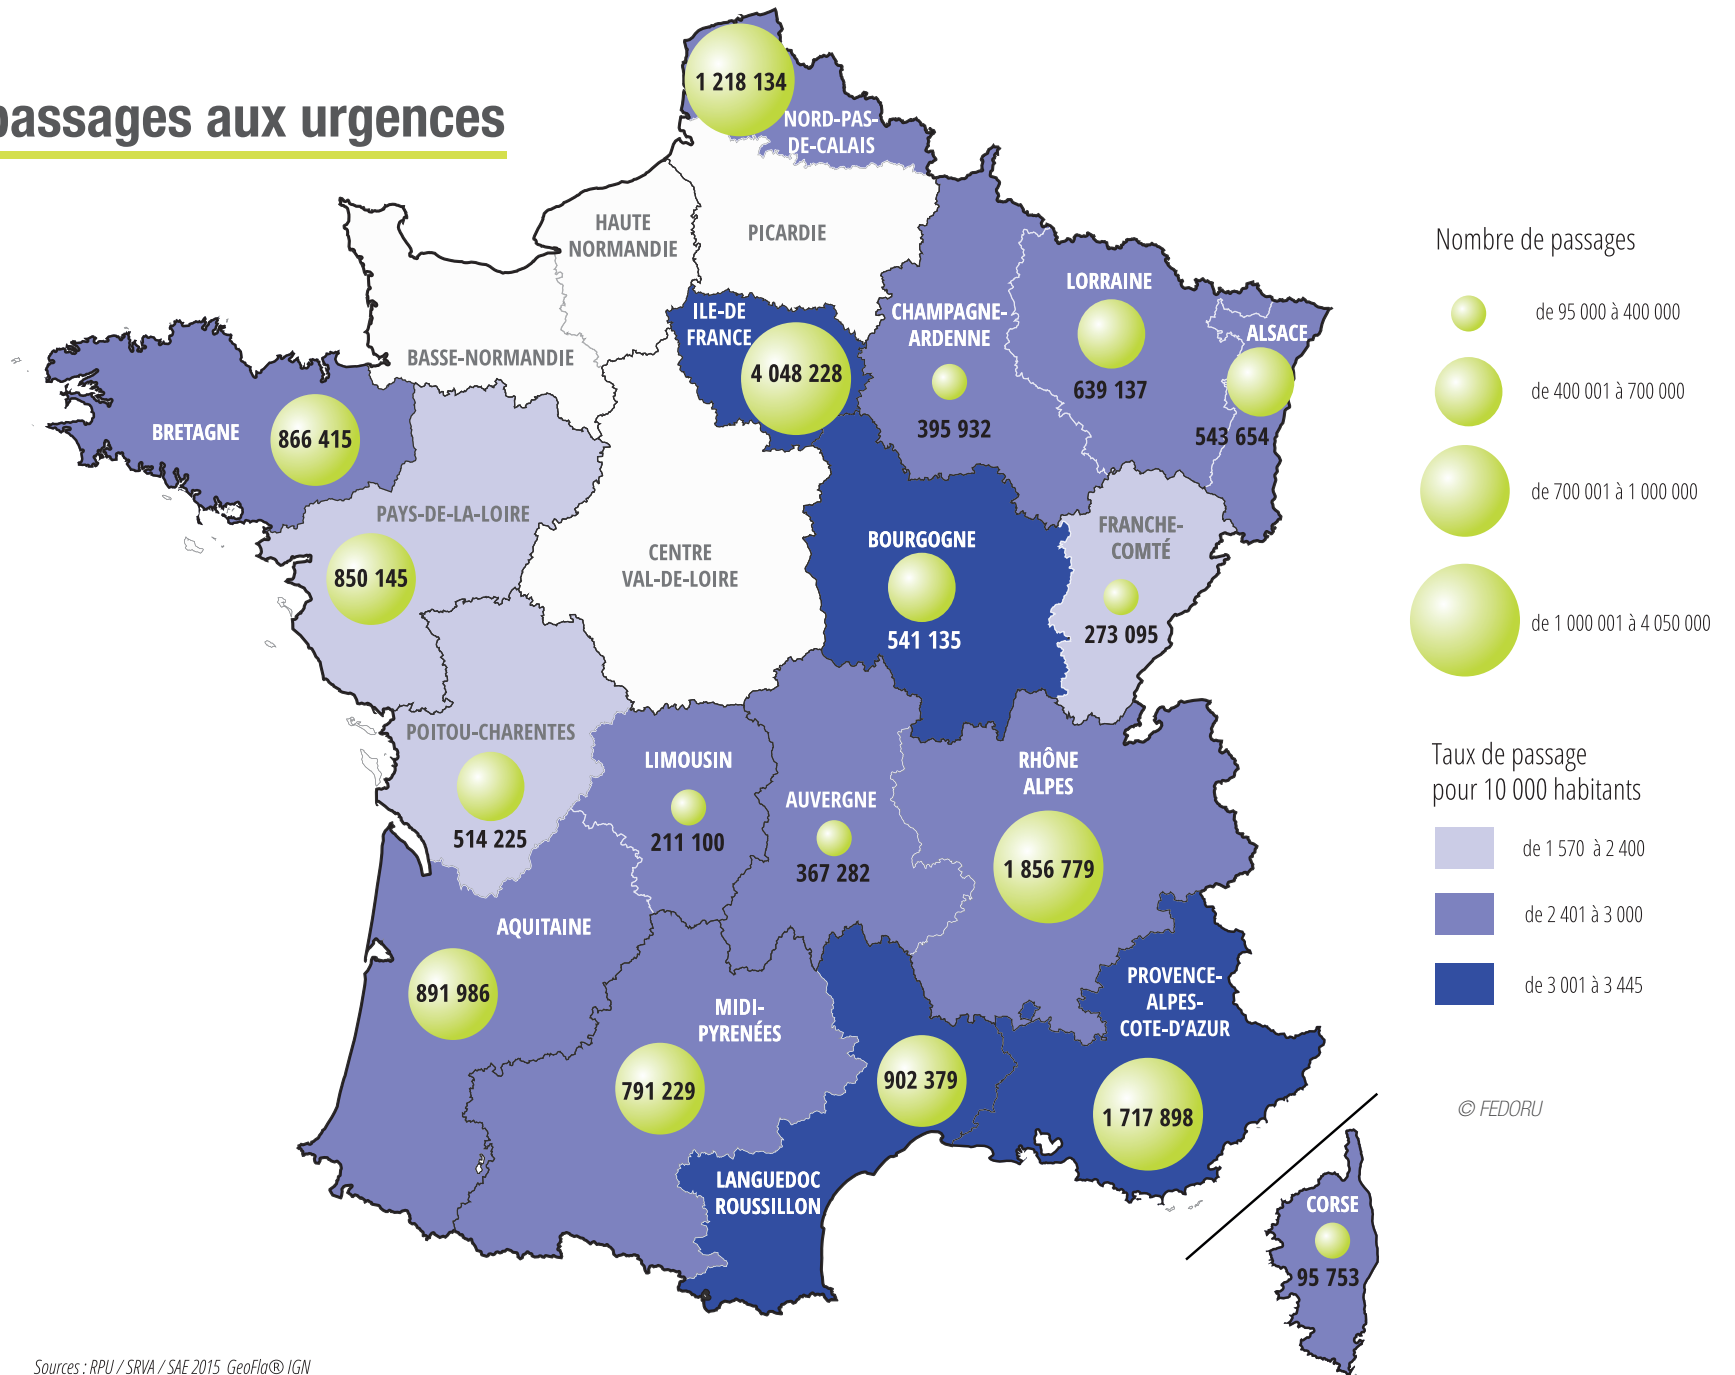 passages aux urgences
1 218 134
NORD-PAS-
DE-CALAIS
HAUTE
NORMANDIE
PICARDIE
BASSE-NORMANDIE
ILE-DE
FRANCE
4 048 228
CHAMPAGNE-
ARDENNE
395 932
LORRAINE
639 137
ALSACE
543 654
BRETAGNE
866 415
PAYS-DE-LA-LOIRE
850 145
CENTRE
VAL-DE-LOIRE
BOURGOGNE
541 135
FRANCHE-
COMTÉ
273 095
POITOU-CHARENTES
514 225
LIMOUSIN
211 100
AUVERGNE
367 282
RHÔNE
ALPES
1 856 779
AQUITAINE
891 986
MIDI-
PYRENÉES
791 229
902 379
LANGUEDOC
ROUSSILLON
PROVENCE-
ALPES-
COTE-D'AZUR
1 717 898
CORSE
95 753
Nombre de passages
de 95 000 à 400 000
de 400 001 à 700 000
de 700 001 à 1 000 000
de 1 000 001 à 4 050 000
Taux de passage
pour 10 000 habitants
de 1 570 à 2 400
de 2 401 à 3 000
de 3 001 à 3 445
© FEDORU
Sources : RPU / SRVA / SAE 2015 GeoFla® IGN